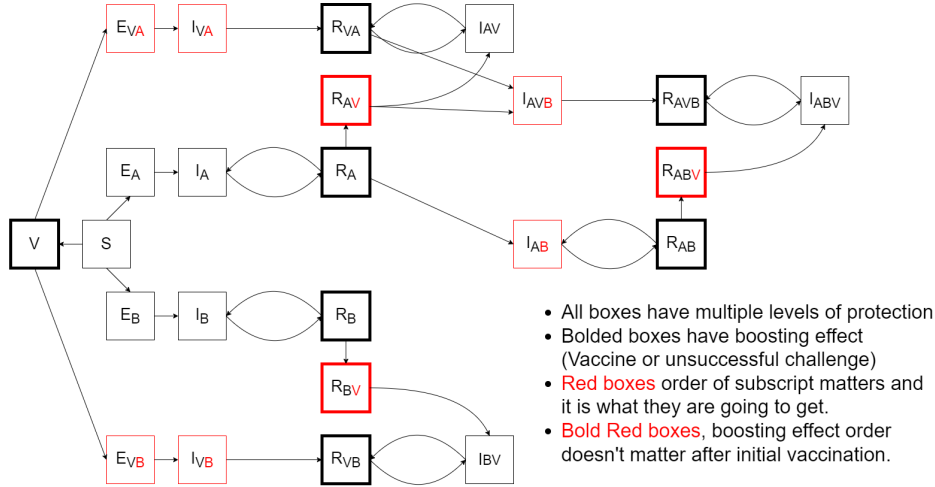 EVA IVA RVA IAV
RAV IAVB RAVB IABV
EA IA RA RABV
V S IAB RAB
EB IB RB
RBV
EVB IVB RVB IBV
• All boxes have multiple levels of protection
• Bolded boxes have boosting effect
(Vaccine or unsuccessful challenge)
• Red boxes order of subscript matters and
it is what they are going to get.
• Bold Red boxes, boosting effect order
doesn't matter after initial vaccination.